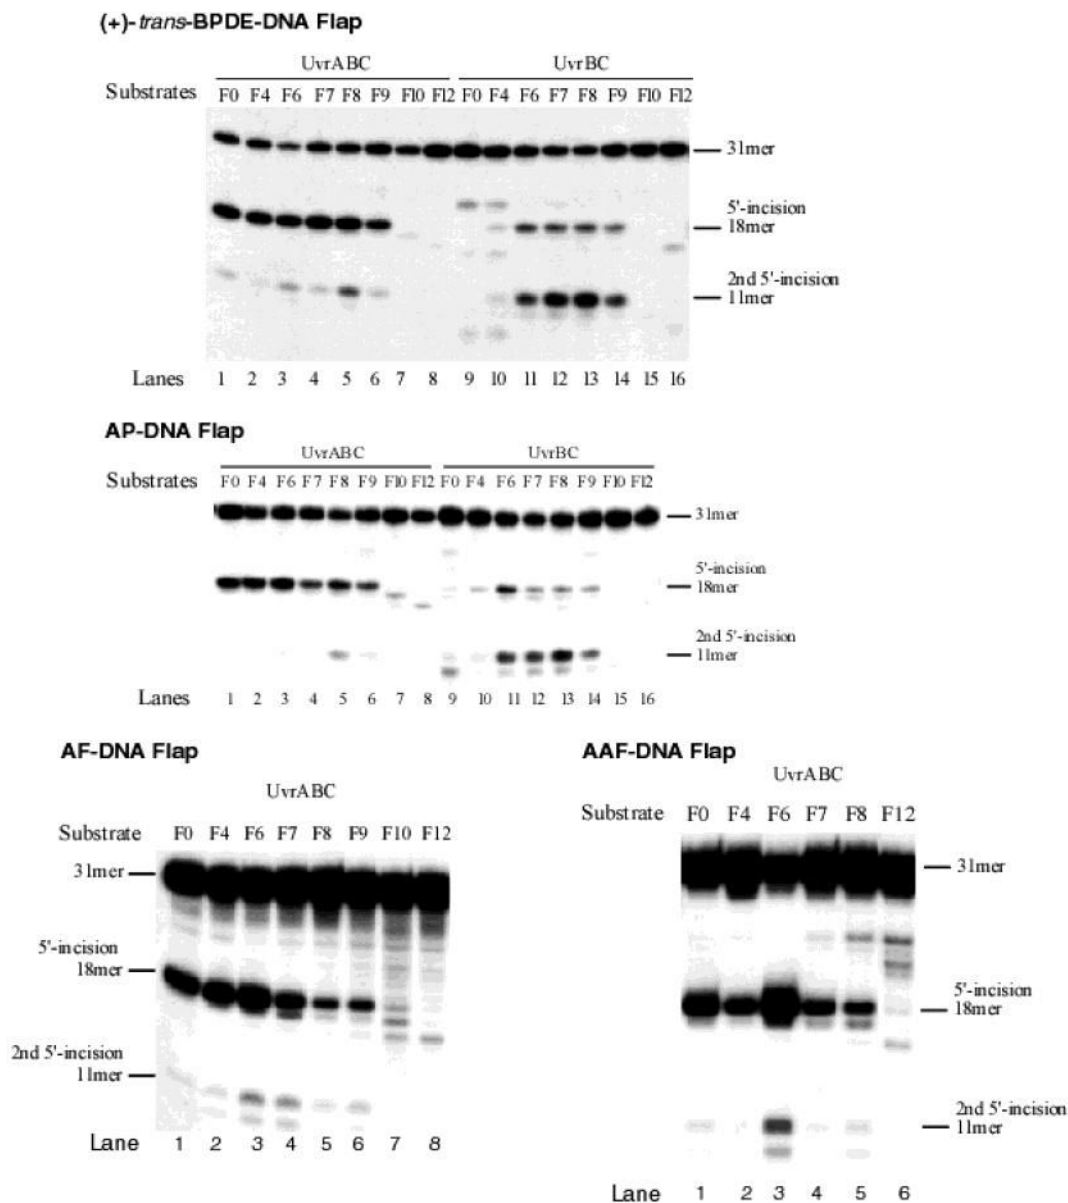 (+)-trans-BPDE-DNA Flap
UvrABC UvrBC
Substrates F0 F4 F6 F7 F8 F9 F10 F12 F0 F4 F6 F7 F8 F9 F10 F12
31mer
5'-incision
18mer
2nd 5'-incision
11mer
Lanes 1 2 3 4 5 6 7 8 9 10 11 12 13 14 15 16
AP-DNA Flap
UvrABC UvrBC
Substrates F0 F4 F6 F7 F8 F9 F10 F12 F0 F4 F6 F7 F8 F9 F10 F12
31mer
5'-incision
18mer
2nd 5'-incision
11mer
Lanes 1 2 3 4 5 6 7 8 9 10 11 12 13 14 15 16
AF-DNA Flap
UvrABC
Substrate F0 F4 F6 F7 F8 F9 F10 F12
31mer
5'-incision
18mer
2nd 5'-incision
11mer
Lane 1 2 3 4 5 6 7 8
AAF-DNA Flap
UvrABC
Substrate F0 F4 F6 F7 F8 F12
31mer
5'-incision
18mer
2nd 5'-incision
11mer
Lane 1 2 3 4 5 6